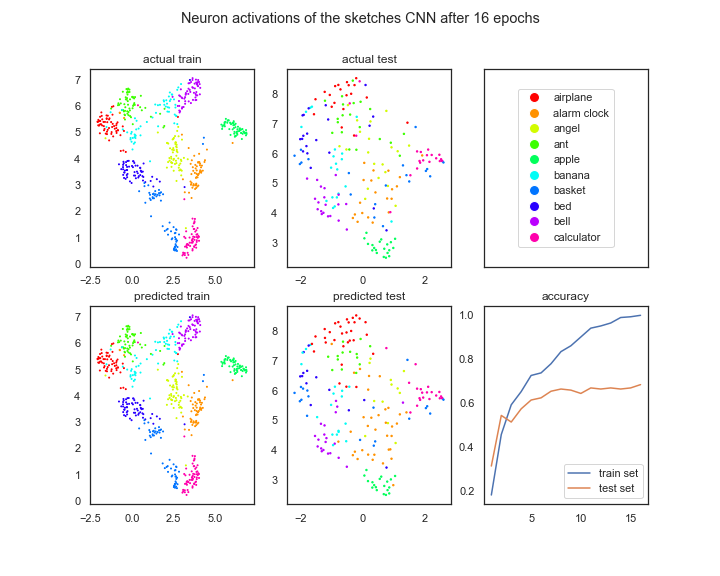 Neuron activations of the sketches CNN after 16 epochs
actual train
7
6
5
4
3
2
1
0
−2.5 0.0 2.5 5.0
actual test
8
7
6
5
4
3
−2 0 2
airplane
alarm clock
angel
ant
apple
banana
basket
bed
bell
calculator
predicted train
7
6
5
4
3
2
1
0
−2.5 0.0 2.5 5.0
predicted test
8
7
6
5
4
3
−2 0 2
accuracy
1.0
0.8
0.6
0.4
0.2
train set
test set
5 10 15